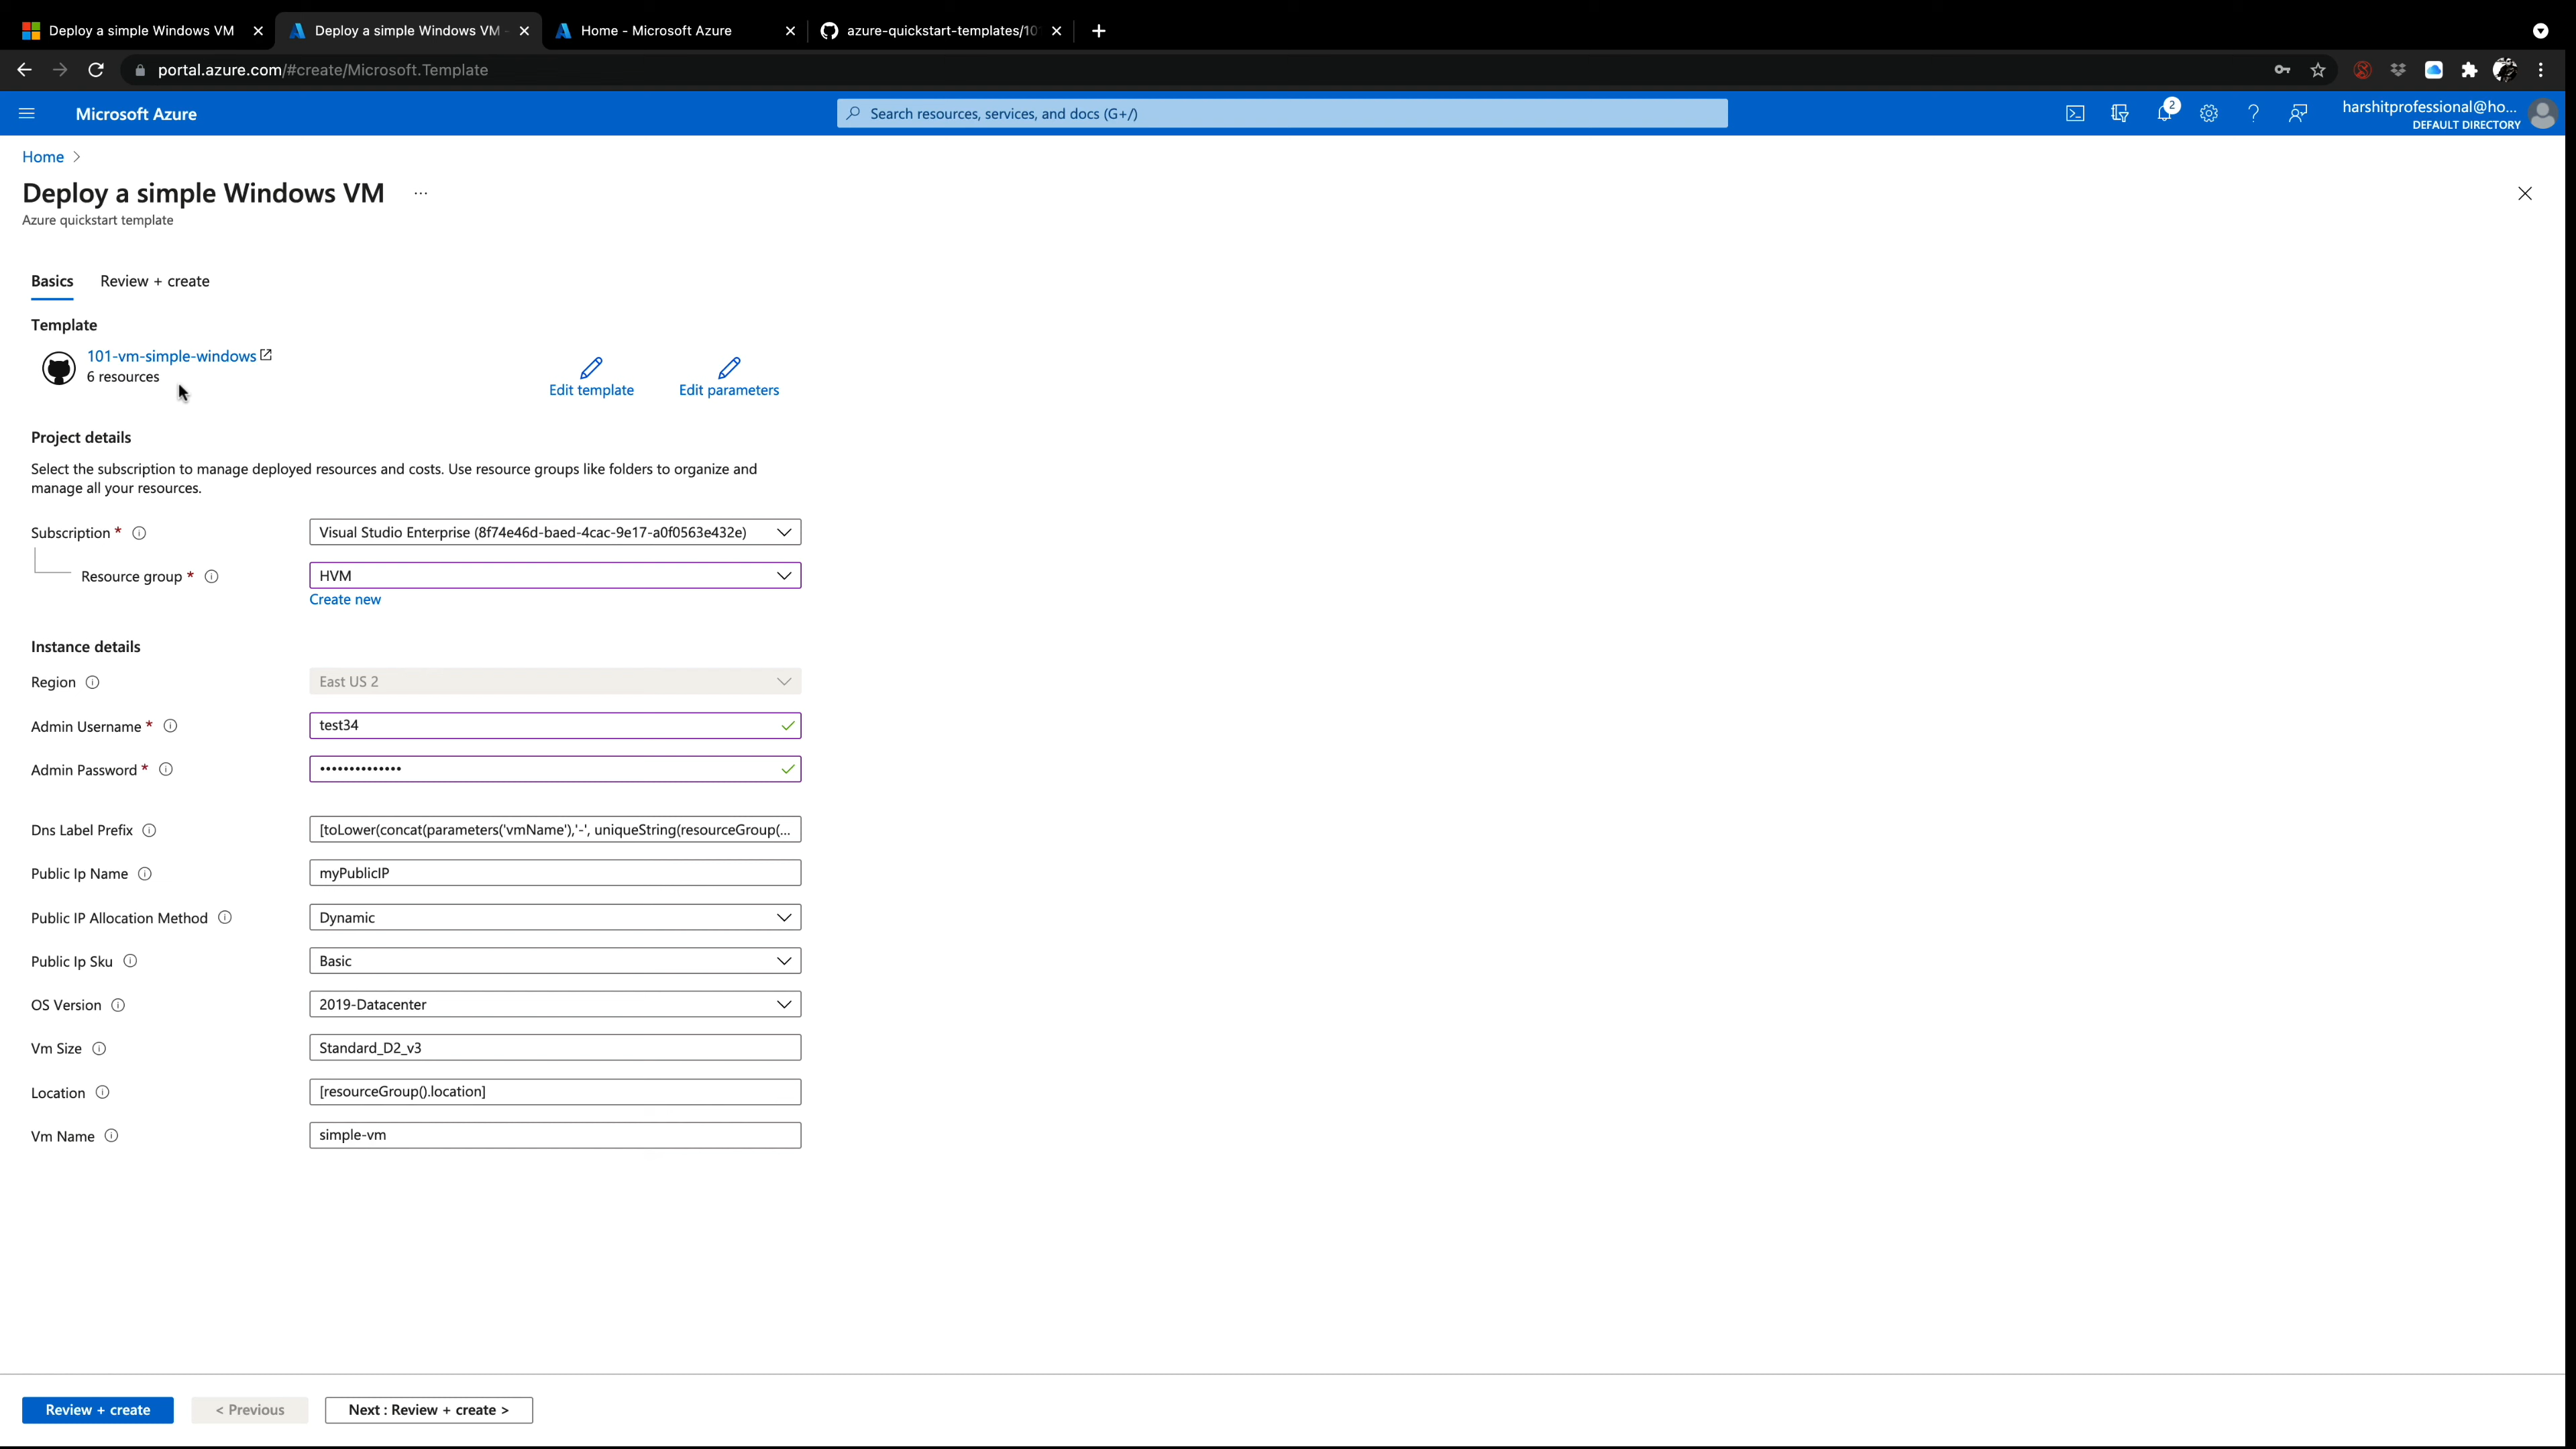 Deploy a simple Windows VM
Deploy a simple Windows VM -
Home - Microsoft Azure
azure-quickstart-templates/10
portal.azure.com/#create/Microsoft.Template
Microsoft Azure
Search resources, services, and docs (G+/)
2
harshitprofessional@ho...
DEFAULT DIRECTORY
Home >
Deploy a simple Windows VM ...
Azure quickstart template
Basics
Review + create
Template
101-vm-simple-windows
6 resources
Edit template
Edit parameters
Project details
Select the subscription to manage deployed resources and costs. Use resource groups like folders to organize and
manage all your resources.
Subscription *
Visual Studio Enterprise (8f74e46d-baed-4cac-9e17-a0f0563e432e)
Resource group *
HVM
Create new
Instance details
Region
East US 2
Admin Username *
test34
Admin Password *
••••••••••••••
Dns Label Prefix
[toLower(concat(parameters('vmName'),'-', uniqueString(resourceGroup(...
Public Ip Name
myPublicIP
Public IP Allocation Method
Dynamic
Public Ip Sku
Basic
OS Version
2019-Datacenter
Vm Size
Standard_D2_v3
Location
[resourceGroup().location]
Vm Name
simple-vm
Review + create
< Previous
Next : Review + create >